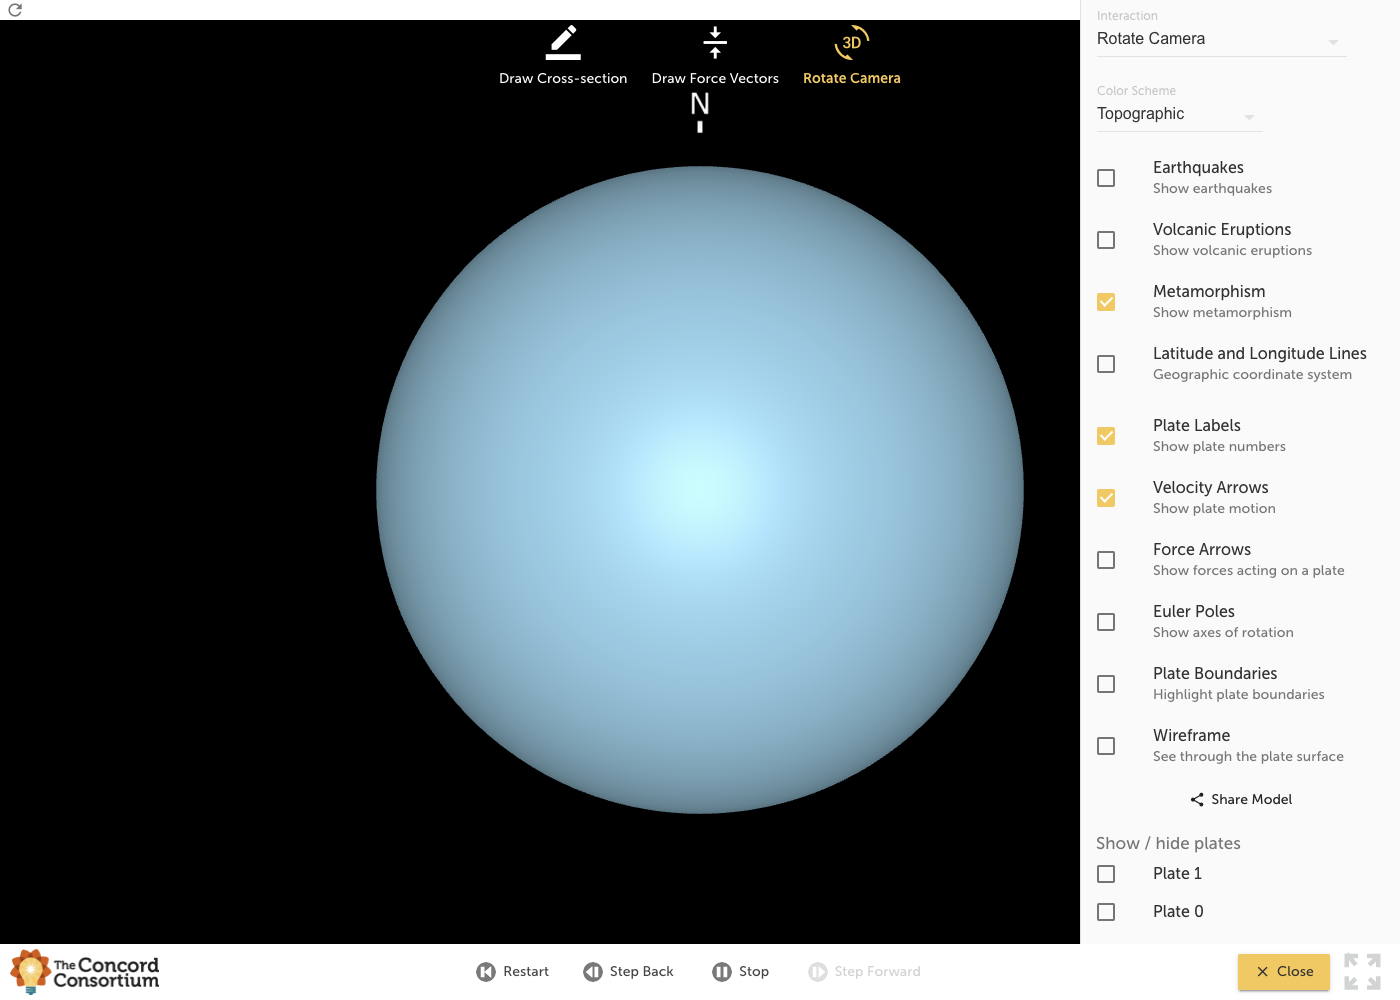 Draw Cross-section
Draw Force Vectors
3D
Rotate Camera
N
Interaction
Rotate Camera
Color Scheme
Topographic
Earthquakes
Show earthquakes
Volcanic Eruptions
Show volcanic eruptions
Metamorphism
Show metamorphism
Latitude and Longitude Lines
Geographic coordinate system
Plate Labels
Show plate numbers
Velocity Arrows
Show plate motion
Force Arrows
Show forces acting on a plate
Euler Poles
Show axes of rotation
Plate Boundaries
Highlight plate boundaries
Wireframe
See through the plate surface
Share Model
Show / hide plates
Plate 1
Plate 0
The Concord
Consortium
Restart
Step Back
Stop
Step Forward
Close